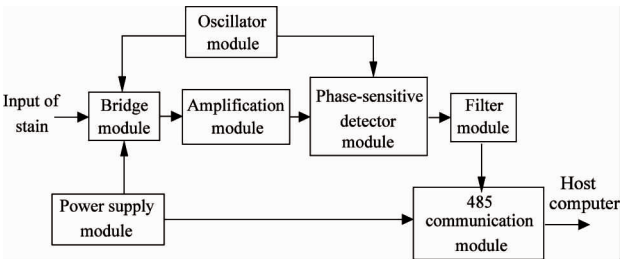 Oscillator
module
Input of
stain
Bridge
module
Amplification
module
Phase-sensitive
detector
module
Filter
module
Power supply
module
485
communication
module
Host
computer